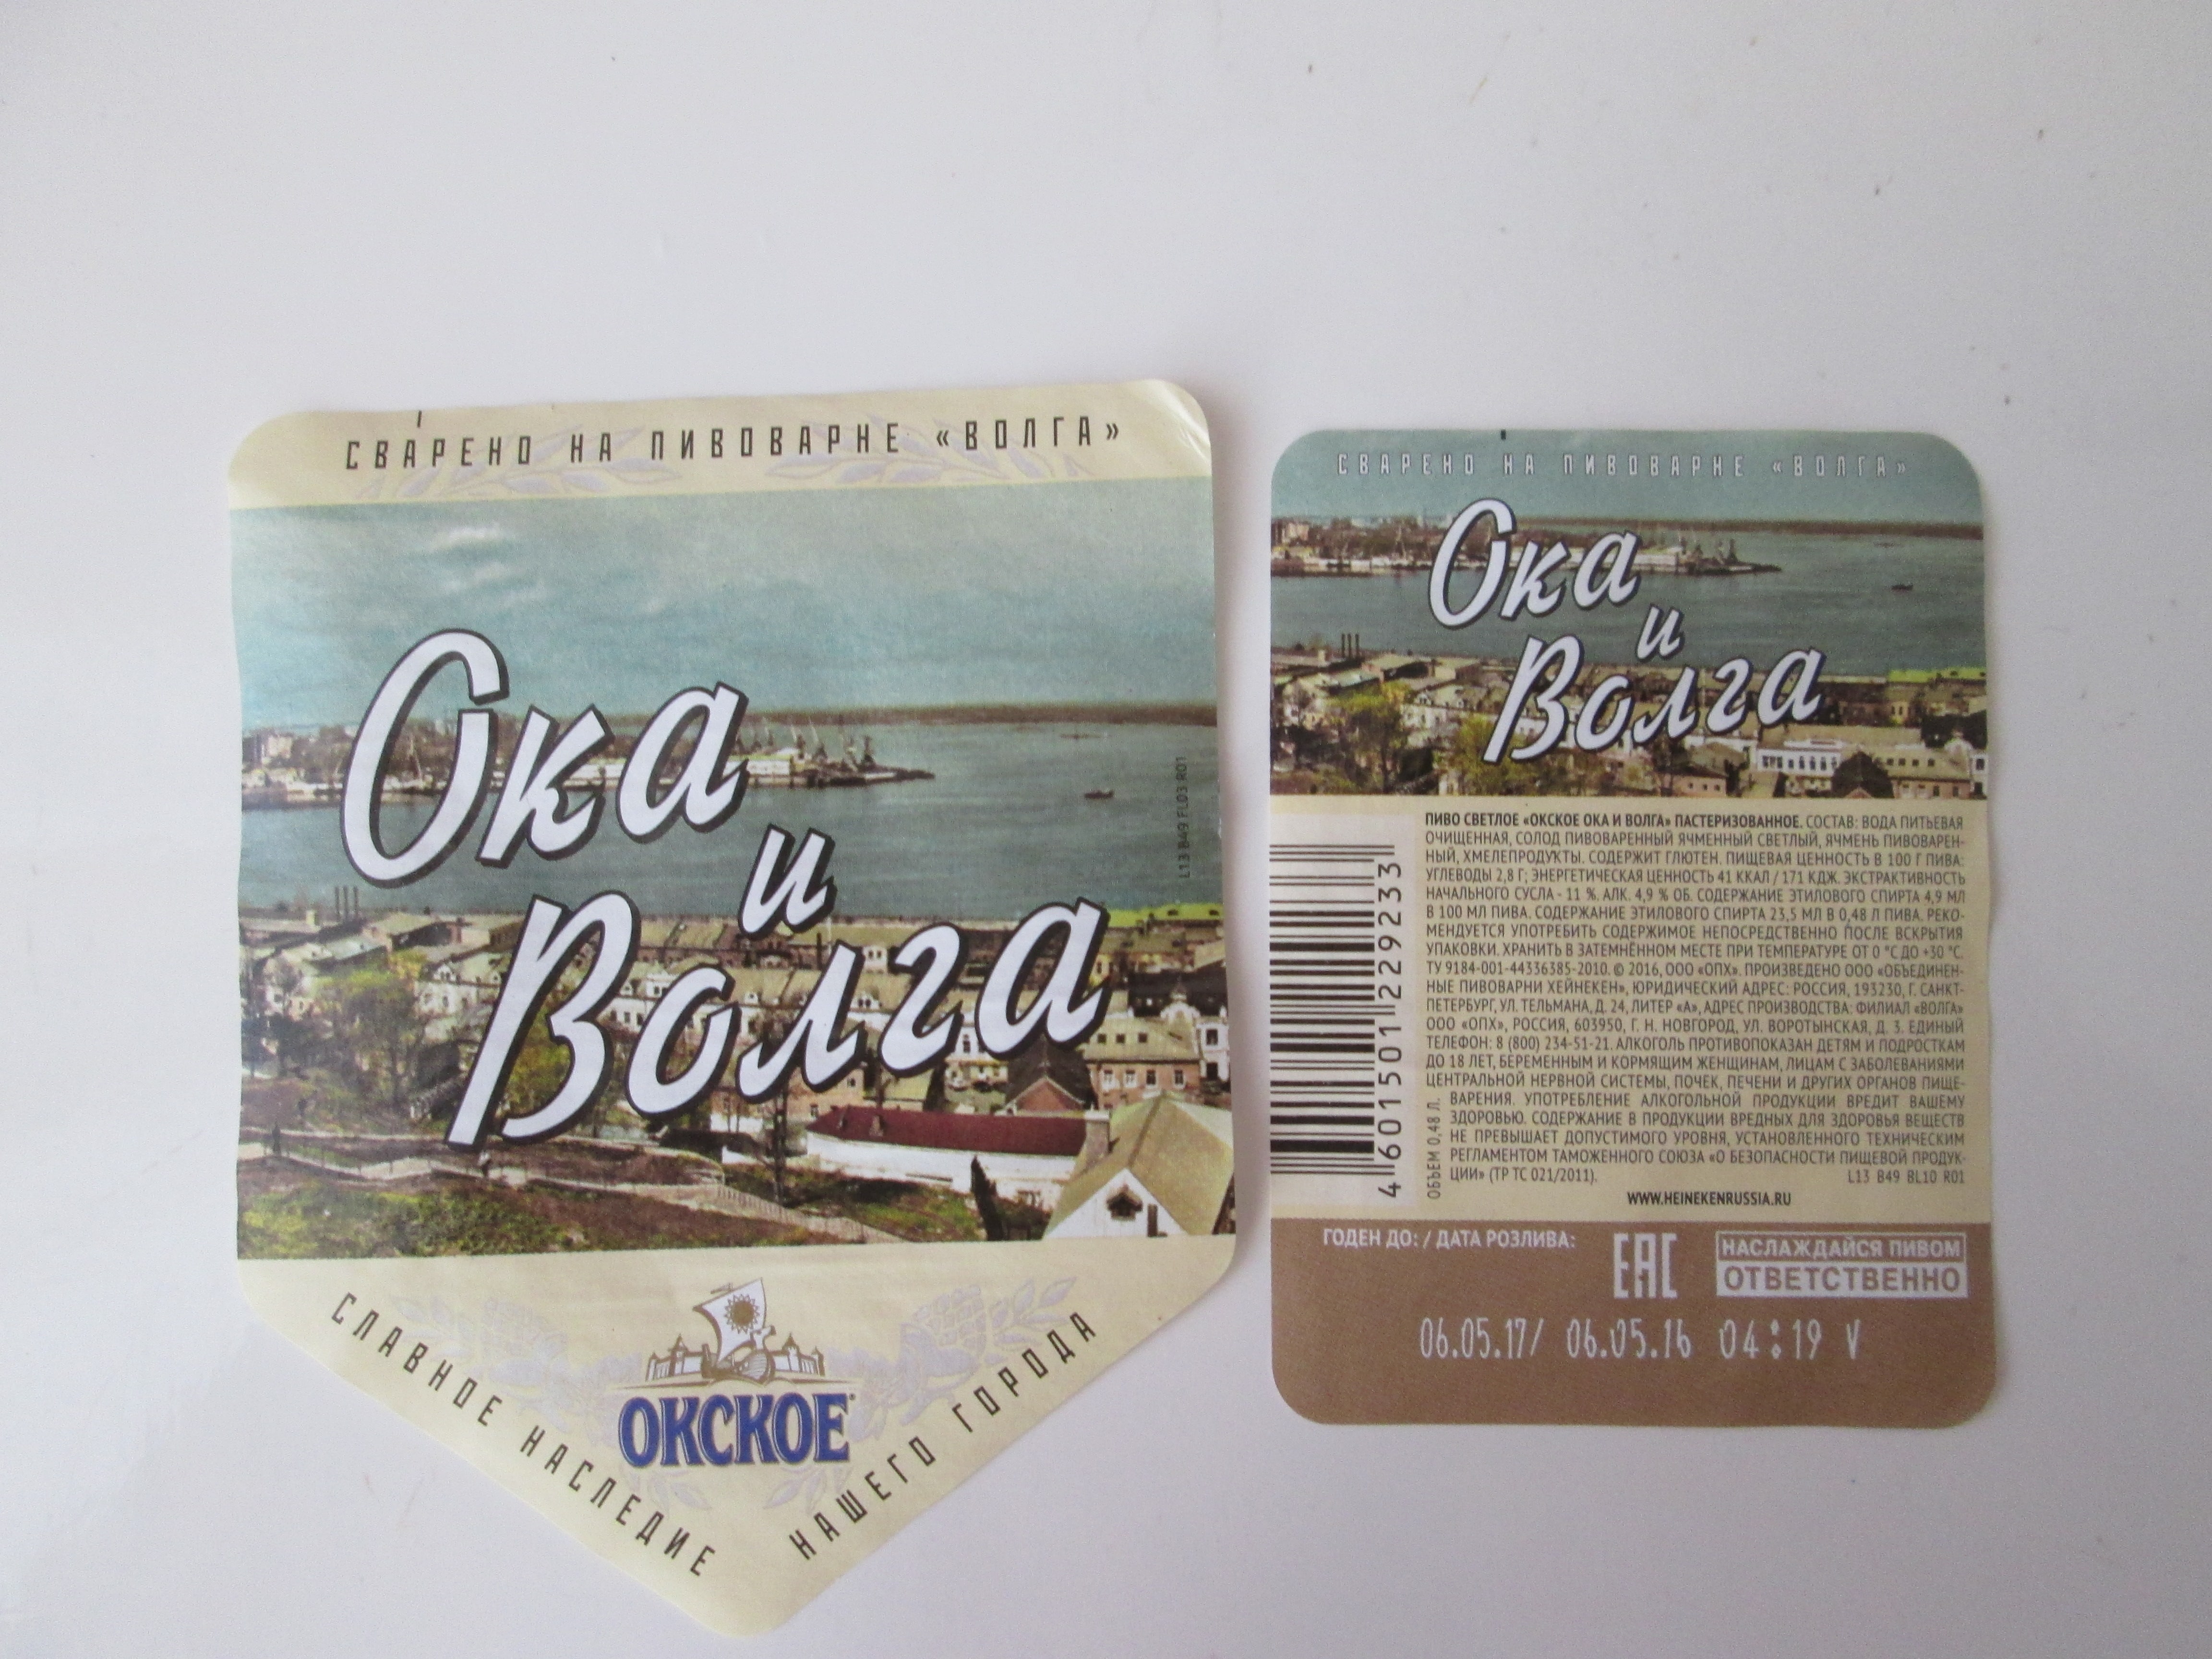 СВАРЕНО НА ПИВОВАРНЕ «ВОЛГА»
Ока
и
Волга
L13 B49 FL03 R01
ОКСКОЕ
СЛАВНОЕ НАСЛЕДИЕ
НАШЕГО ГОРОДА
СВАРЕНО НА ПИВОВАРНЕ «ВОЛГА»
Ока
и
Волга
ПИВО СВЕТЛОЕ «ОКСКОЕ ОКА И ВОЛГА» ПАСТЕРИЗОВАННОЕ. СОСТАВ: ВОДА ПИТЬЕВАЯ
ОЧИЩЕННАЯ, СОЛОД ПИВОВАРЕННЫЙ ЯЧМЕННЫЙ СВЕТЛЫЙ, ЯЧМЕНЬ ПИВОВАРЕН-
НЫЙ, ХМЕЛЕПРОДУКТЫ. СОДЕРЖИТ ГЛЮТЕН. ПИЩЕВАЯ ЦЕННОСТЬ В 100 Г ПИВА:
УГЛЕВОДЫ 2,8 Г; ЭНЕРГЕТИЧЕСКАЯ ЦЕННОСТЬ 41 ККАЛ / 171 КДЖ. ЭКСТРАКТИВНОСТЬ
НАЧАЛЬНОГО СУСЛА - 11 %. АЛК. 4,9 % ОБ. СОДЕРЖАНИЕ ЭТИЛОВОГО СПИРТА 4,9 МЛ
В 100 МЛ ПИВА. СОДЕРЖАНИЕ ЭТИЛОВОГО СПИРТА 23,5 МЛ В 0,48 Л ПИВА. РЕКО-
МЕНДУЕТСЯ УПОТРЕБИТЬ СОДЕРЖИМОЕ НЕПОСРЕДСТВЕННО ПОСЛЕ ВСКРЫТИЯ
УПАКОВКИ. ХРАНИТЬ В ЗАТЕМНЁННОМ МЕСТЕ ПРИ ТЕМПЕРАТУРЕ ОТ 0 °C ДО +30 °C.
ТУ 9184-001-44336385-2010. © 2016, ООО «ОПХ». ПРОИЗВЕДЕНО ООО «ОБЪЕДИНЕН-
НЫЕ ПИВОВАРНИ ХЕЙНЕКЕН», ЮРИДИЧЕСКИЙ АДРЕС: РОССИЯ, 193230, Г. САНКТ-
ПЕТЕРБУРГ, УЛ. ТЕЛЬМАНА, Д. 24, ЛИТЕР «А», АДРЕС ПРОИЗВОДСТВА: ФИЛИАЛ «ВОЛГА»
ООО «ОПХ», РОССИЯ, 603950, Г. Н. НОВГОРОД, УЛ. ВОРОТЫНСКАЯ, Д. 3. ЕДИНЫЙ
ТЕЛЕФОН: 8 (800) 234-51-21. АЛКОГОЛЬ ПРОТИВОПОКАЗАН ДЕТЯМ И ПОДРОСТКАМ
ДО 18 ЛЕТ, БЕРЕМЕННЫМ И КОРМЯЩИМ ЖЕНЩИНАМ, ЛИЦАМ С ЗАБОЛЕВАНИЯМИ
ЦЕНТРАЛЬНОЙ НЕРВНОЙ СИСТЕМЫ, ПОЧЕК, ПЕЧЕНИ И ДРУГИХ ОРГАНОВ ПИЩЕ-
ВАРЕНИЯ. УПОТРЕБЛЕНИЕ АЛКОГОЛЬНОЙ ПРОДУКЦИИ ВРЕДИТ ВАШЕМУ
ЗДОРОВЬЮ. СОДЕРЖАНИЕ В ПРОДУКЦИИ ВРЕДНЫХ ДЛЯ ЗДОРОВЬЯ ВЕЩЕСТВ
НЕ ПРЕВЫШАЕТ ДОПУСТИМОГО УРОВНЯ, УСТАНОВЛЕННОГО ТЕХНИЧЕСКИМ
РЕГЛАМЕНТОМ ТАМОЖЕННОГО СОЮЗА «О БЕЗОПАСНОСТИ ПИЩЕВОЙ ПРОДУК-
ЦИИ» (ТР ТС 021/2011). L13 B49 BL10 R01
WWW.HEINEKENRUSSIA.RU
ОБЪЕМ 0,48 Л.
4 601501 229233
ГОДЕН ДО: / ДАТА РОЗЛИВА:
EAC
НАСЛАЖДАЙСЯ ПИВОМ
ОТВЕТСТВЕННО
06.05.17/ 06.05.16 04:19 V